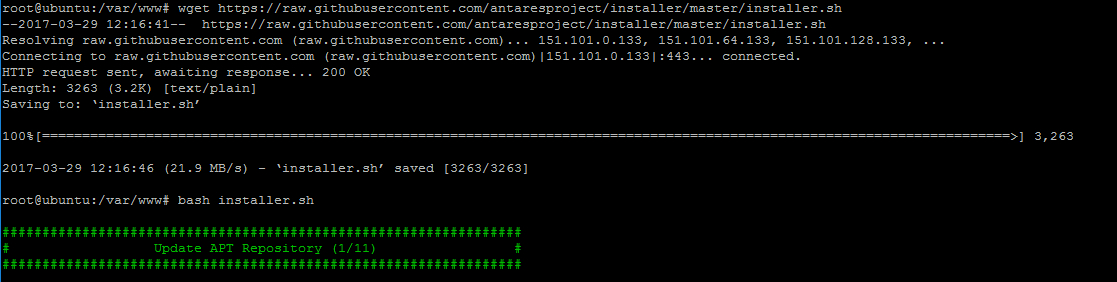 root@ubuntu:/var/www# wget https://raw.githubusercontent.com/antaresproject/installer/master/installer.sh
--2017-03-29 12:16:41--  https://raw.githubusercontent.com/antaresproject/installer/master/installer.sh
Resolving raw.githubusercontent.com (raw.githubusercontent.com)... 151.101.0.133, 151.101.64.133, 151.101.128.133, ...
Connecting to raw.githubusercontent.com (raw.githubusercontent.com)|151.101.0.133|:443... connected.
HTTP request sent, awaiting response... 200 OK
Length: 3263 (3.2K) [text/plain]
Saving to: ‘installer.sh’
100%[=========================================================================================================================>] 3,263
2017-03-29 12:16:46 (21.9 MB/s) - ‘installer.sh’ saved [3263/3263]
root@ubuntu:/var/www# bash installer.sh
#################################################################
#                  Update APT Repository (1/11)                 #
#################################################################